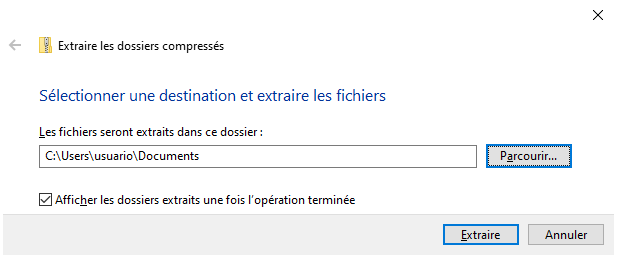 Extraire les dossiers compressés
Sélectionner une destination et extraire les fichiers
Les fichiers seront extraits dans ce dossier :
C:\Users\usuario\Documents
Parcourir...
Afficher les dossiers extraits une fois l'opération terminée
Extraire
Annuler